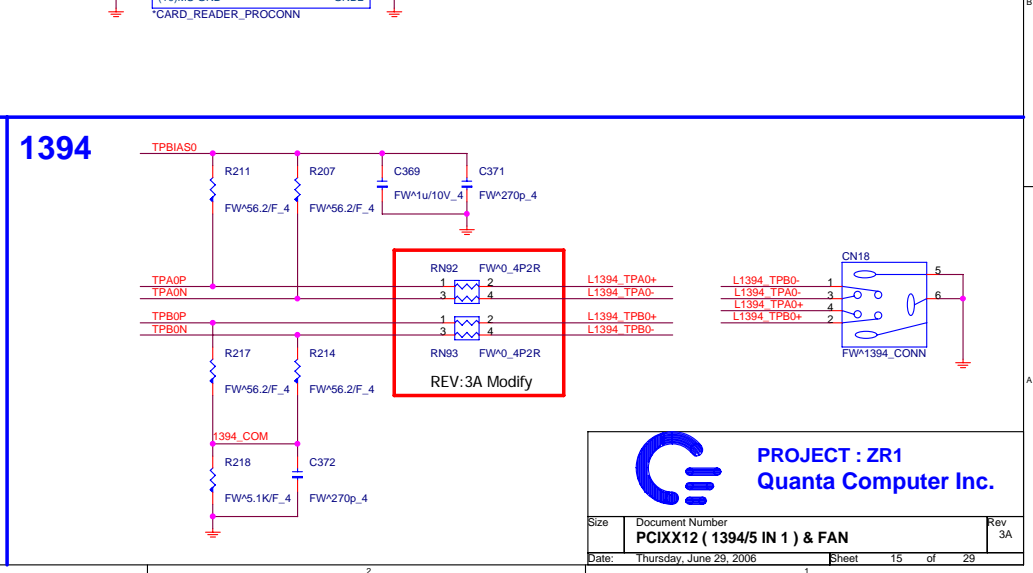 *CARD_READER_PROCONN
B
1394
TPBIAS0
R211
FW^56.2/F_4
R207
FW^56.2/F_4
C369
FW^1u/10V_4
C371
FW^270p_4
RN92 FW^0_4P2R
TPA0P 1 2 L1394_TPA0+
TPA0N 3 4 L1394_TPA0-
TPB0P 1 2 L1394_TPB0+
TPB0N 3 4 L1394_TPB0-
RN93 FW^0_4P2R
REV:3A Modify
CN18
L1394_TPB0- 1 5
L1394_TPA0- 3 6
L1394_TPA0+ 4
L1394_TPB0+ 2
FW^1394_CONN
R217
FW^56.2/F_4
R214
FW^56.2/F_4
A
1394_COM
R218
FW^5.1K/F_4
C372
FW^270p_4
PROJECT : ZR1
Quanta Computer Inc.
Size Document Number Rev
PCIXX12 ( 1394/5 IN 1 ) & FAN 3A
Date: Thursday, June 29, 2006 Sheet 15 of 29
2 1